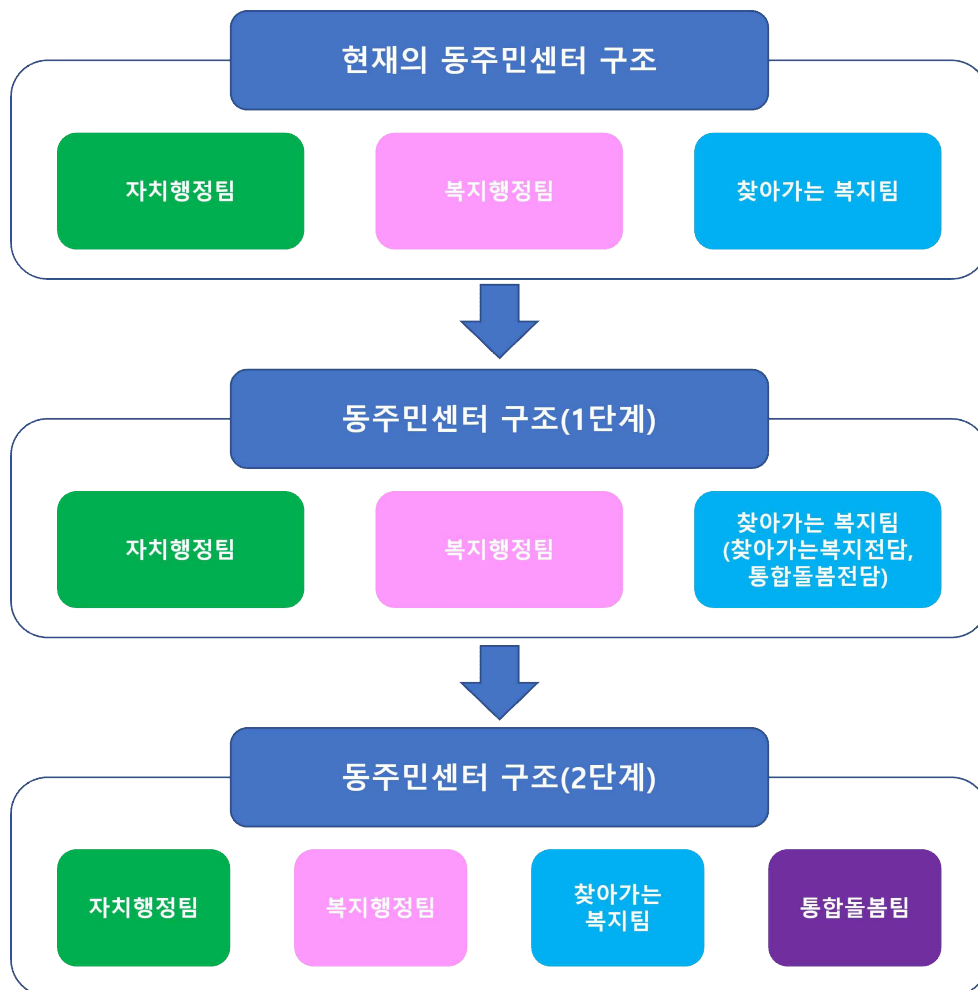 현재의 동주민센터 구조
자치행정팀
복지행정팀
찾아가는 복지팀
동주민센터 구조(1단계)
자치행정팀
복지행정팀
찾아가는 복지팀
(찾아가는복지전담,
통합돌봄전담)
동주민센터 구조(2단계)
자치행정팀
복지행정팀
찾아가는
복지팀
통합돌봄팀